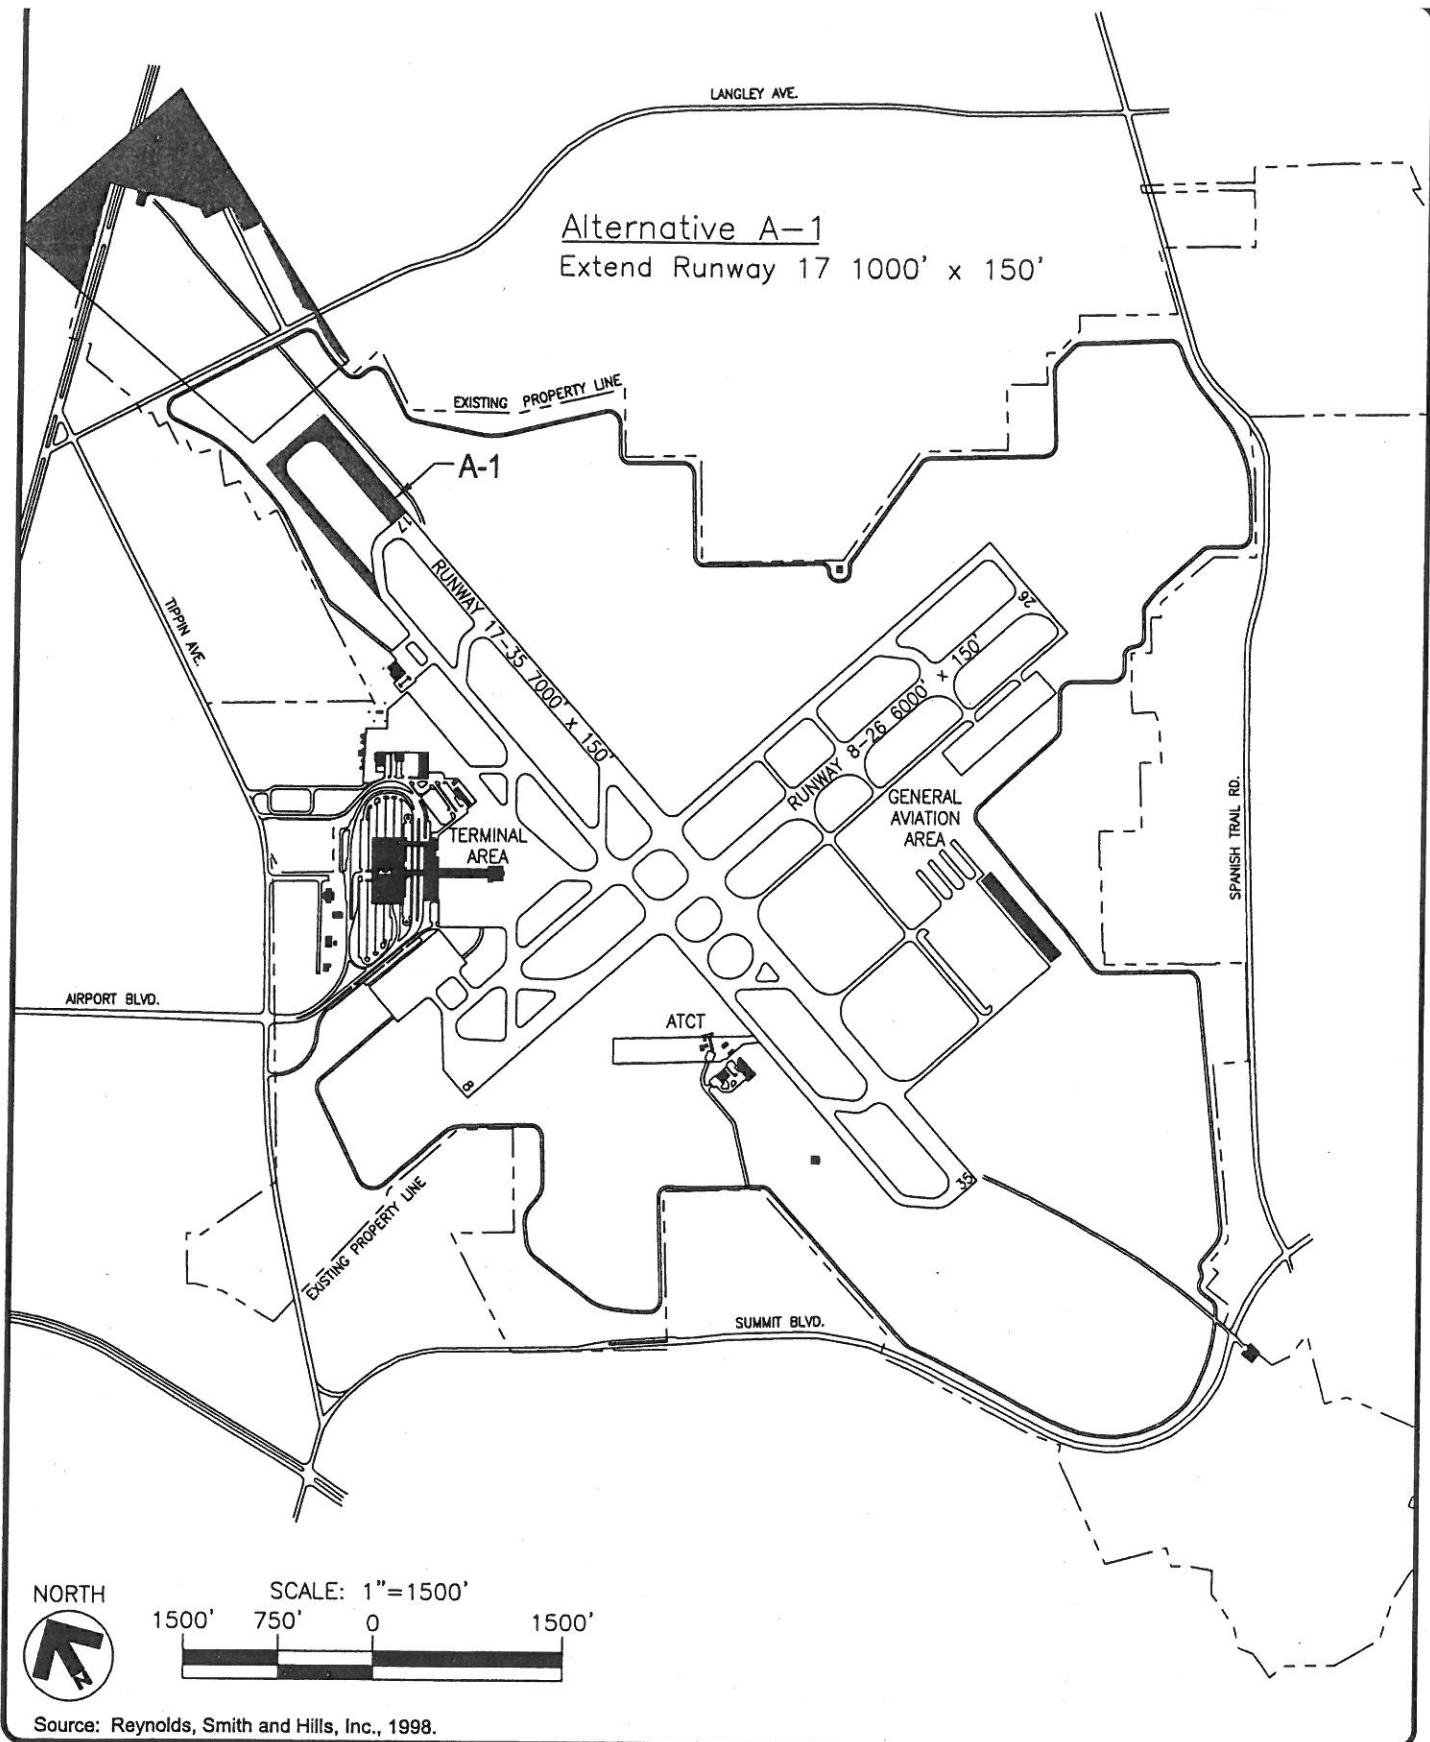 LANGLEY AVE.
Alternative A-1
Extend Runway 17 1000' x 150'
EXISTING PROPERTY LINE
A-1
17
RUNWAY 17-35 7000' x 150'
TIPPIN AVE.
26
RUNWAY 8-26 6000' x 150'
GENERAL
AVIATION
AREA
TERMINAL
AREA
SPANISH TRAIL RD.
AIRPORT BLVD.
ATCT
8
35
EXISTING PROPERTY LINE
SUMMIT BLVD.
NORTH
N
SCALE: 1"=1500'
1500' 750' 0 1500'
Source: Reynolds, Smith and Hills, Inc., 1998.